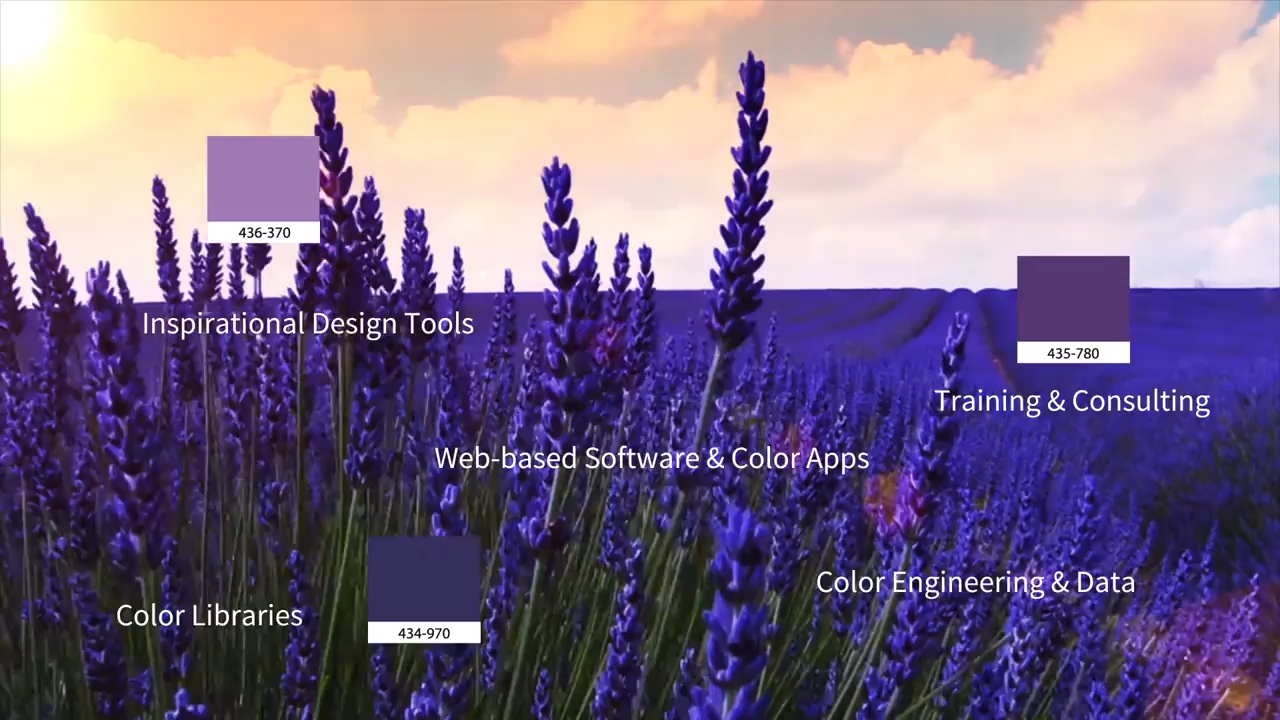 436-370
Inspirational Design Tools
435-780
Training & Consulting
Web-based Software & Color Apps
Color Engineering & Data
Color Libraries
434-970